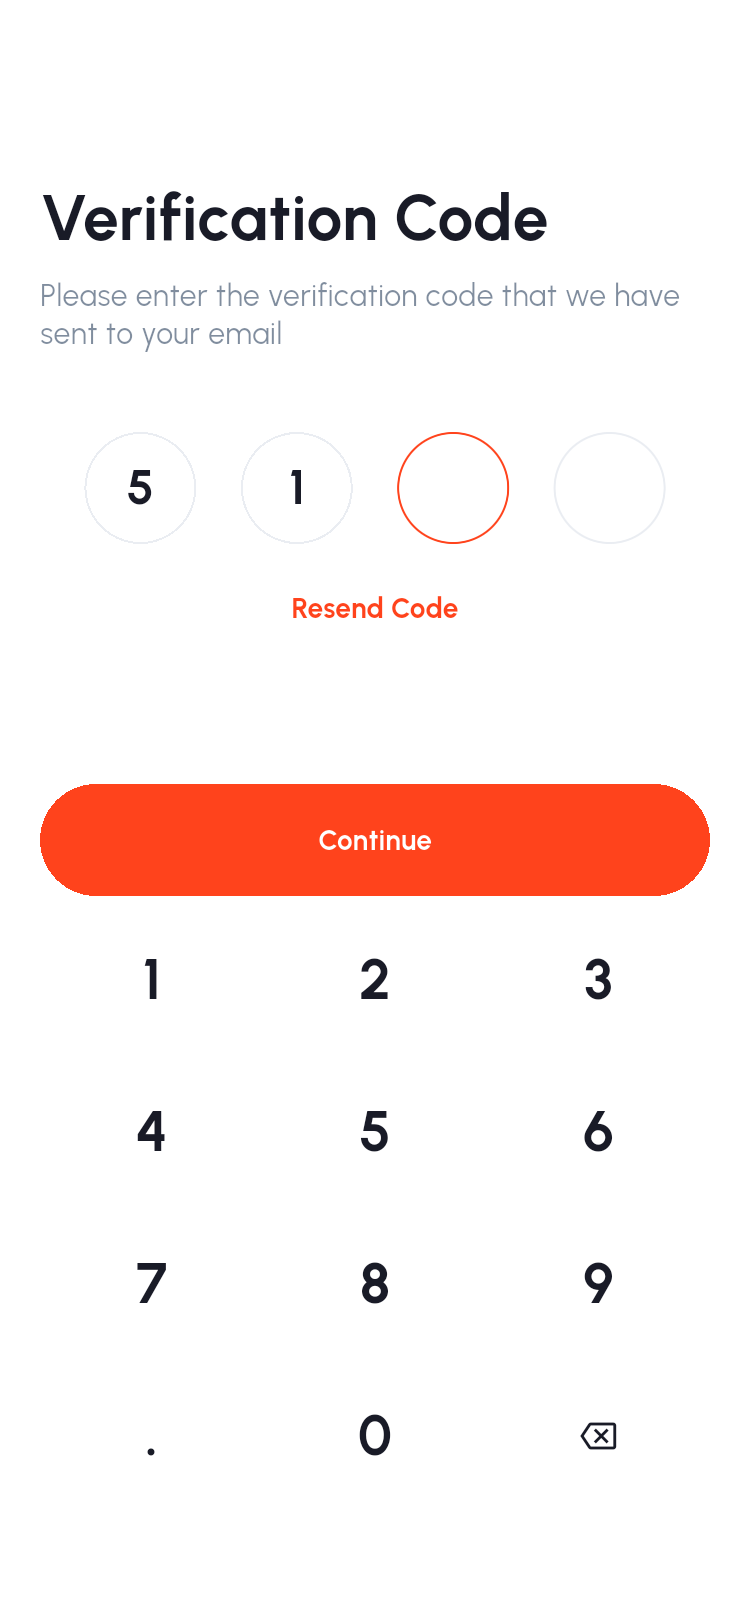 Verification Code
Please enter the verification code that we have
sent to your email
5 1
Resend Code
Continue
1 2 3
4 5 6
7 8 9
. 0